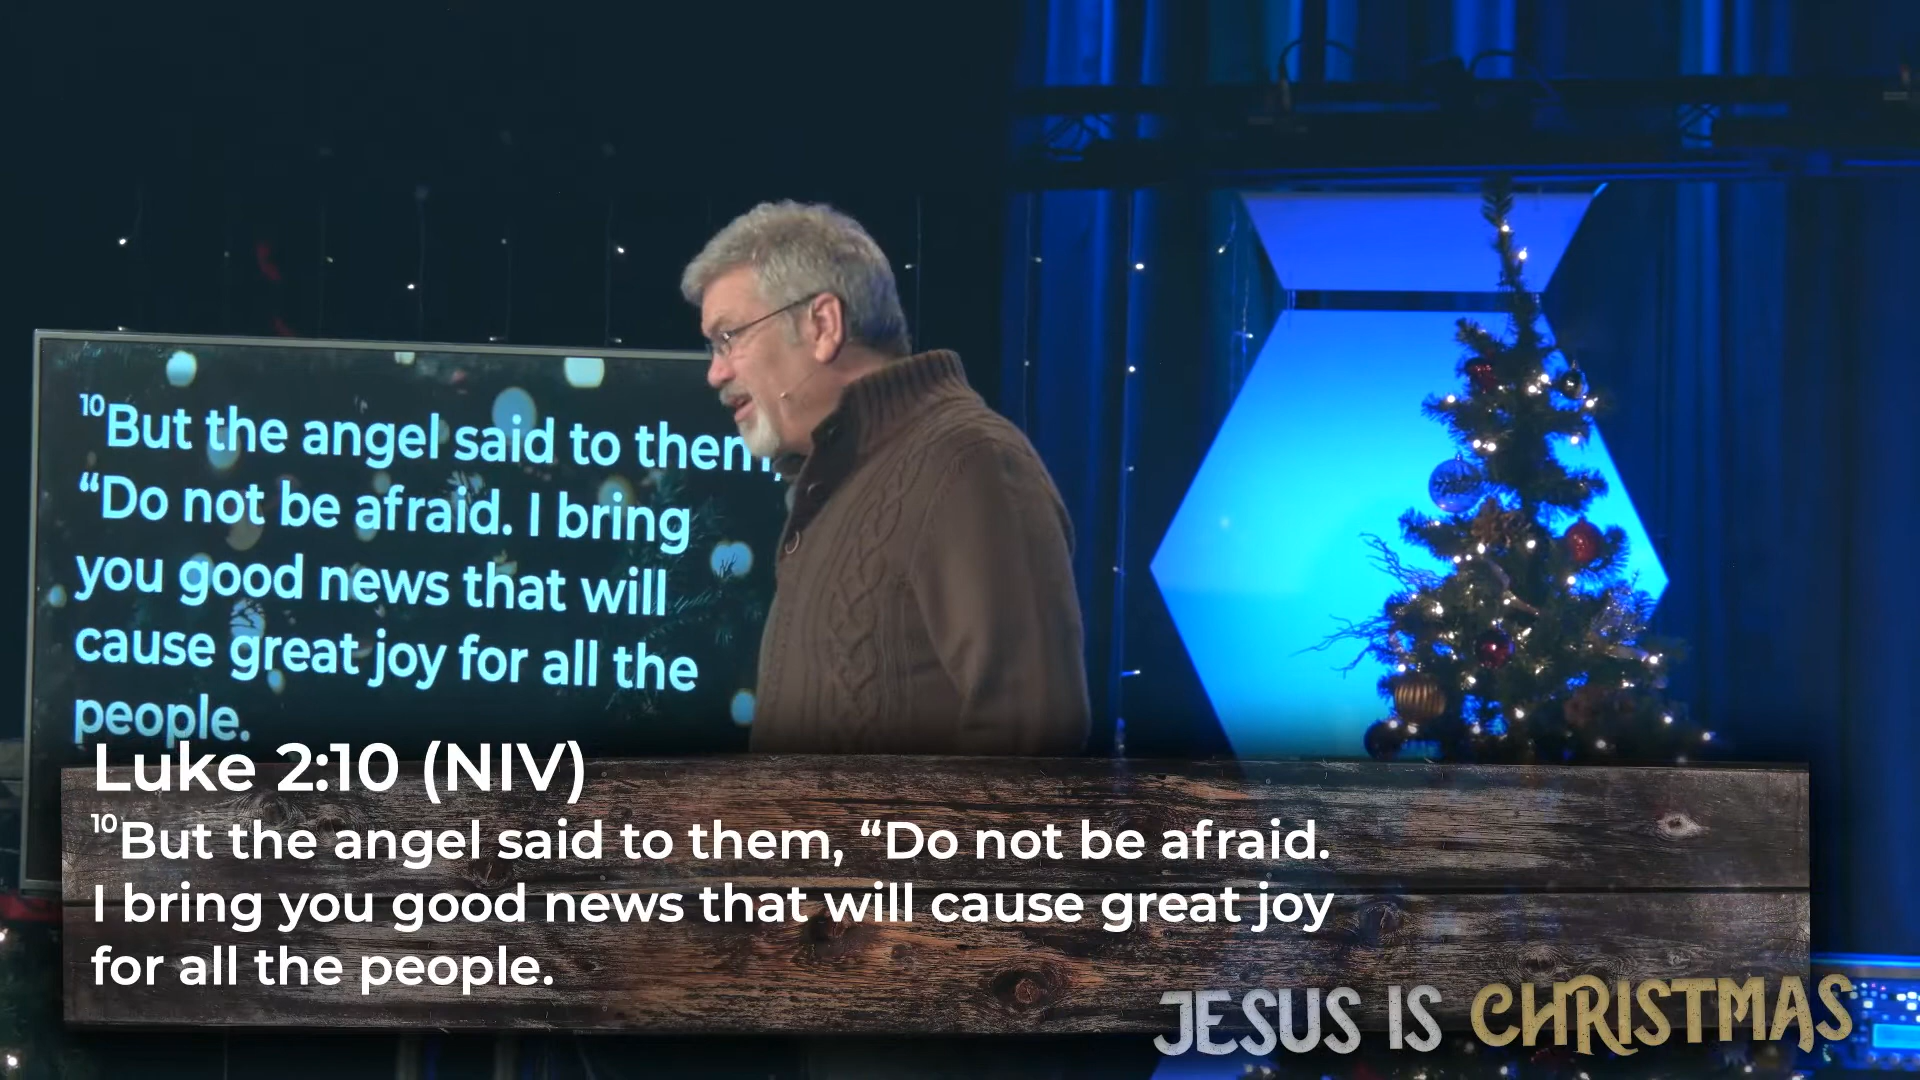 ¹⁰But the angel said to them,
“Do not be afraid. I bring
you good news that will
cause great joy for all the
people.
Luke 2:10 (NIV)
¹⁰But the angel said to them, “Do not be afraid.
I bring you good news that will cause great joy
for all the people.
JESUS IS CHRISTMAS